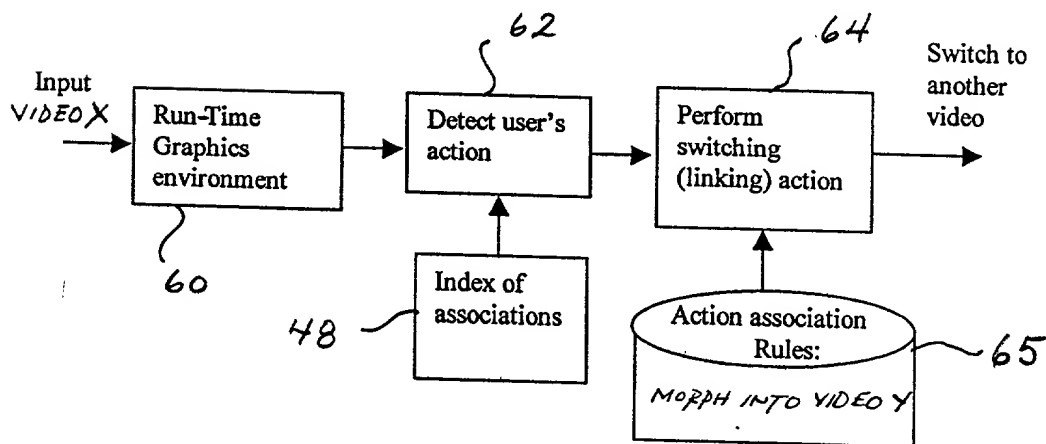 62
64
Input
VIDEO X
Run-Time
Graphics
environment
Detect user's
action
Perform
switching
(linking) action
Switch to
another
video
60
48
Index of
associations
Action association
Rules:
MORPH INTO VIDEO Y
65